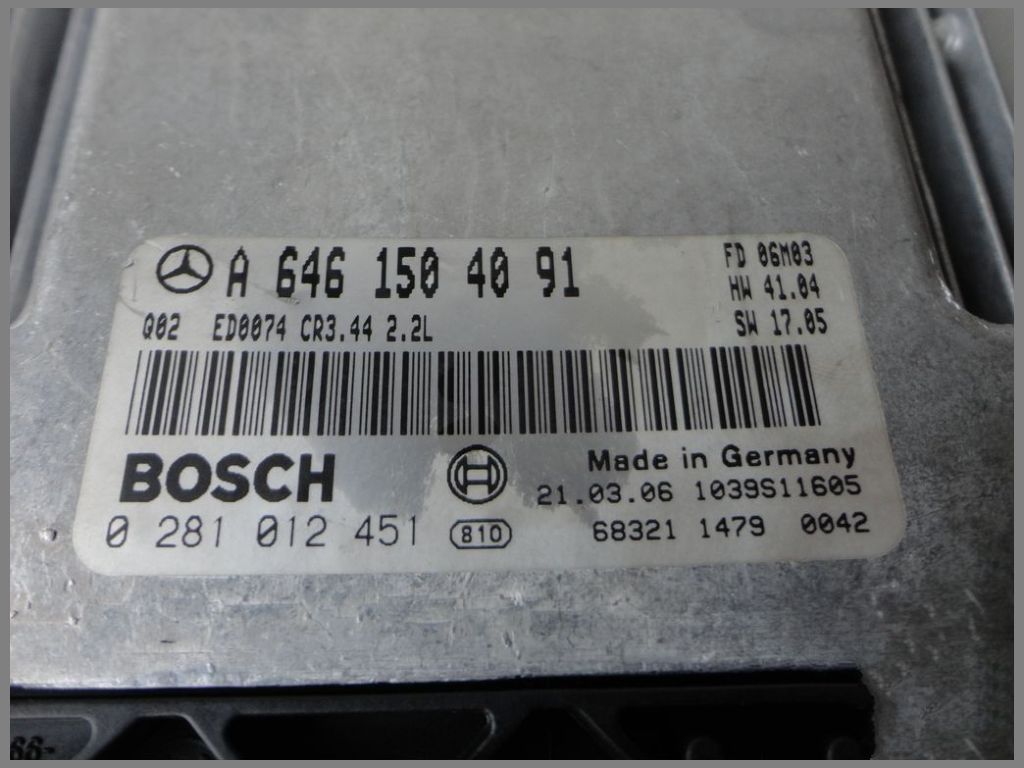 A 646 150 40 91
FD 06M03
HW 41.04
Q02 ED0074 CR3.44 2.2L
SW 17.05
BOSCH
Made in Germany
21.03.06 1039S11605
0 281 012 451
810
68321 1479 0042
66-